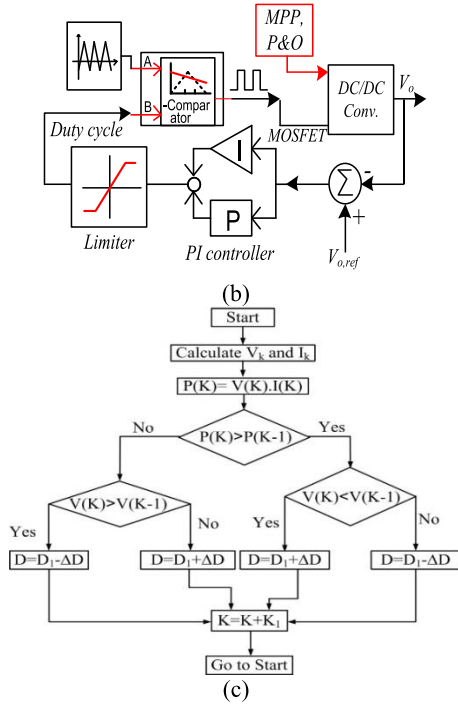 MPP,
P&O
A
B
-Compar
ator
DC/DC
Conv.
Vo
Duty cycle
MOSFET
I
P
Σ
-
+
Limiter
PI controller
Vo,ref
(b)
Start
Calculate Vk and Ik
P(K)= V(K).I(K)
No
P(K)>P(K-1)
Yes
V(K)>V(K-1)
V(K)<V(K-1)
Yes
No
Yes
No
D=D1-ΔD
D=D1+ΔD
D=D1+ΔD
D=D1-ΔD
K=K+K1
Go to Start
(c)